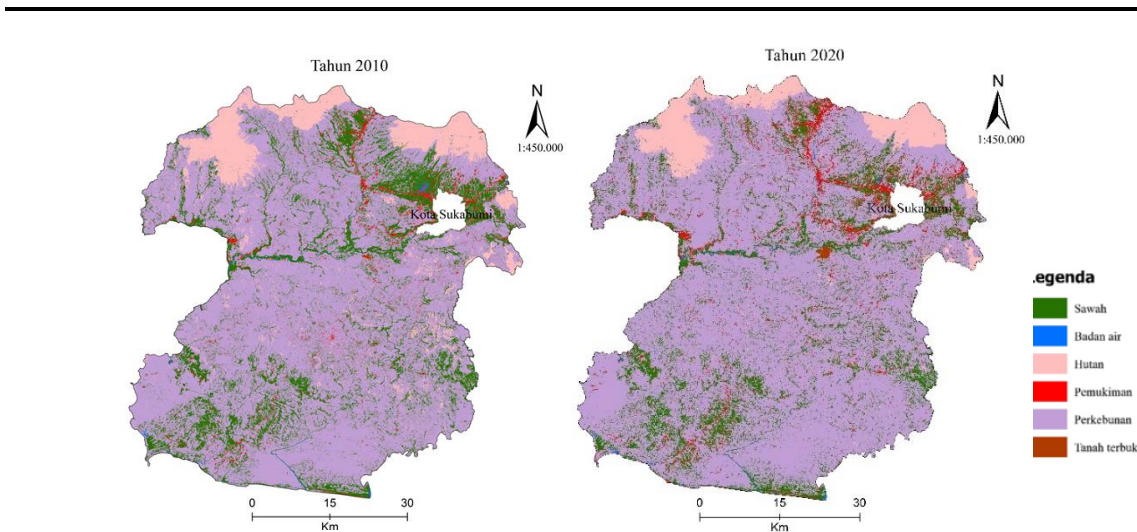 Tahun 2010
N
1:450.000
Kota Sukabumi
0 15 30
Km
Tahun 2020
N
1:450.000
Kota Sukabumi
0 15 30
Km
.egenda
Sawah
Badan air
Hutan
Pemukiman
Perkebunan
Tanah terbuk